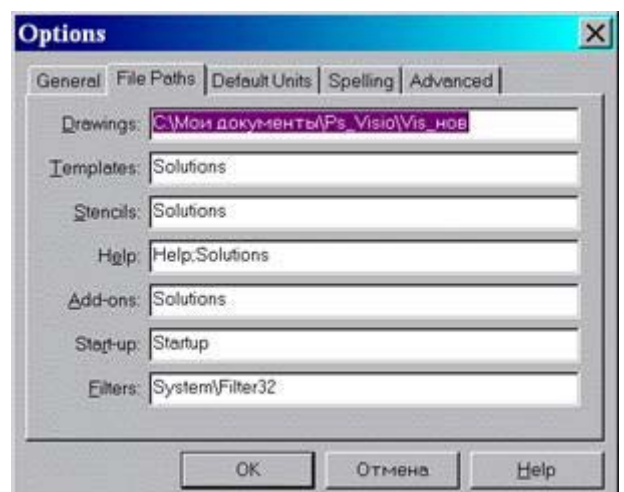 Options
General File Paths Default Units Spelling Advanced
Drawings: C:\Мои документы\Ps_Visio\Vis_нов
Templates: Solutions
Stencils: Solutions
Help: Help;Solutions
Add-ons: Solutions
Start-up: Startup
Filters: System\Filter32
OK Отмена Help